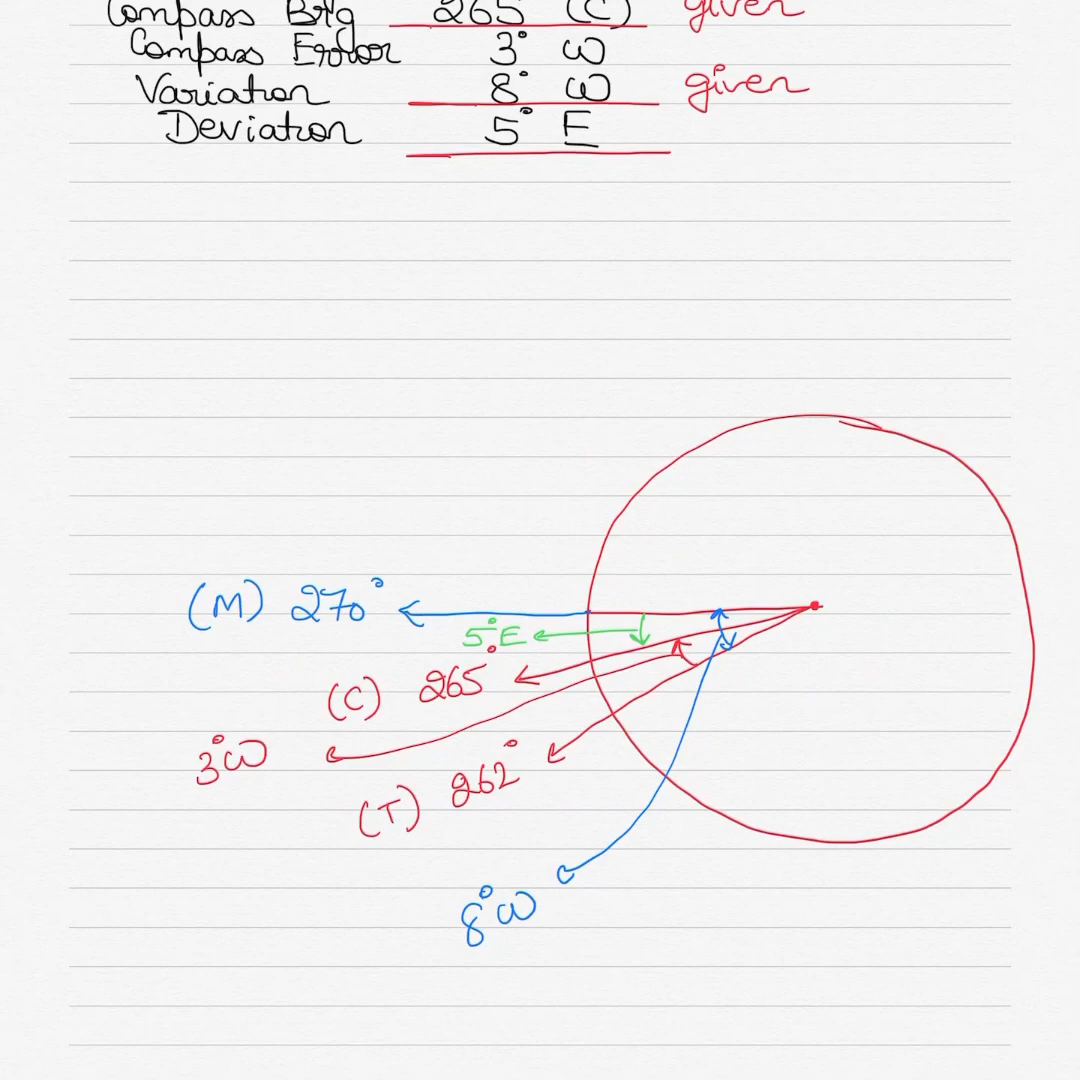 Compass Brg 265° (C) given
Compass Error 3° W
Variation 8° W given
Deviation 5° E
(M) 270°
5°E
(C) 265°
3°W
(T) 262°
8°W